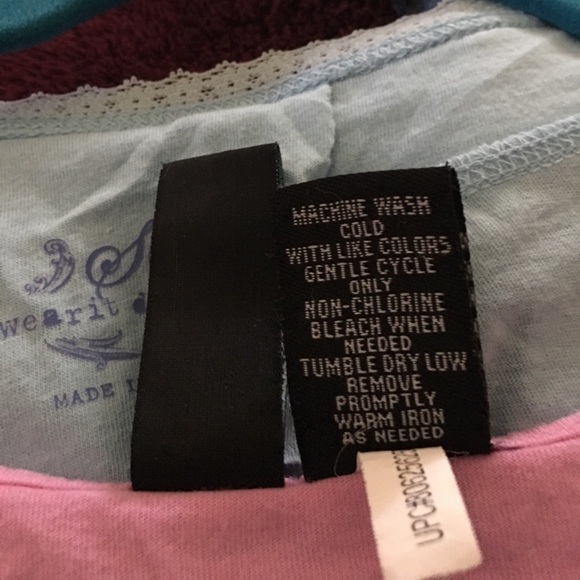 S
wearit
MADE
MACHINE WASH
COLD
WITH LIKE COLORS
GENTLE CYCLE
ONLY
NON-CHLORINE
BLEACH WHEN
NEEDED
TUMBLE DRY LOW
REMOVE
PROMPTLY
WARM IRON
AS NEEDED